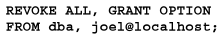 REVOKE ALL, GRANT OPTION
FROM dba, joel@localhost;